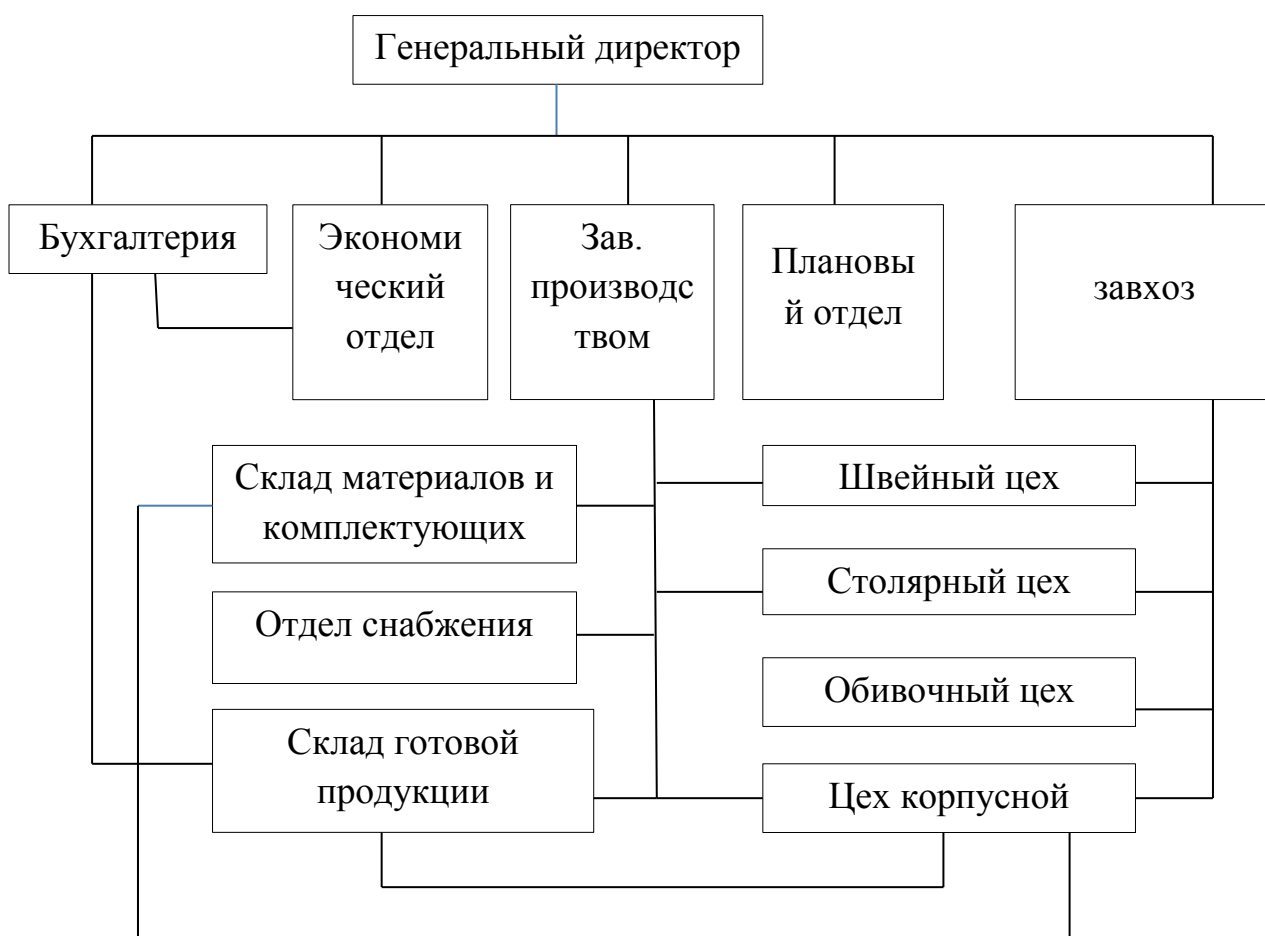 Генеральный директор
Бухгалтерия
Экономи
ческий
отдел
Зав.
производс
твом
Плановы
й отдел
завхоз
Склад материалов и
комплектующих
Швейный цех
Столярный цех
Отдел снабжения
Обивочный цех
Склад готовой
продукции
Цех корпусной